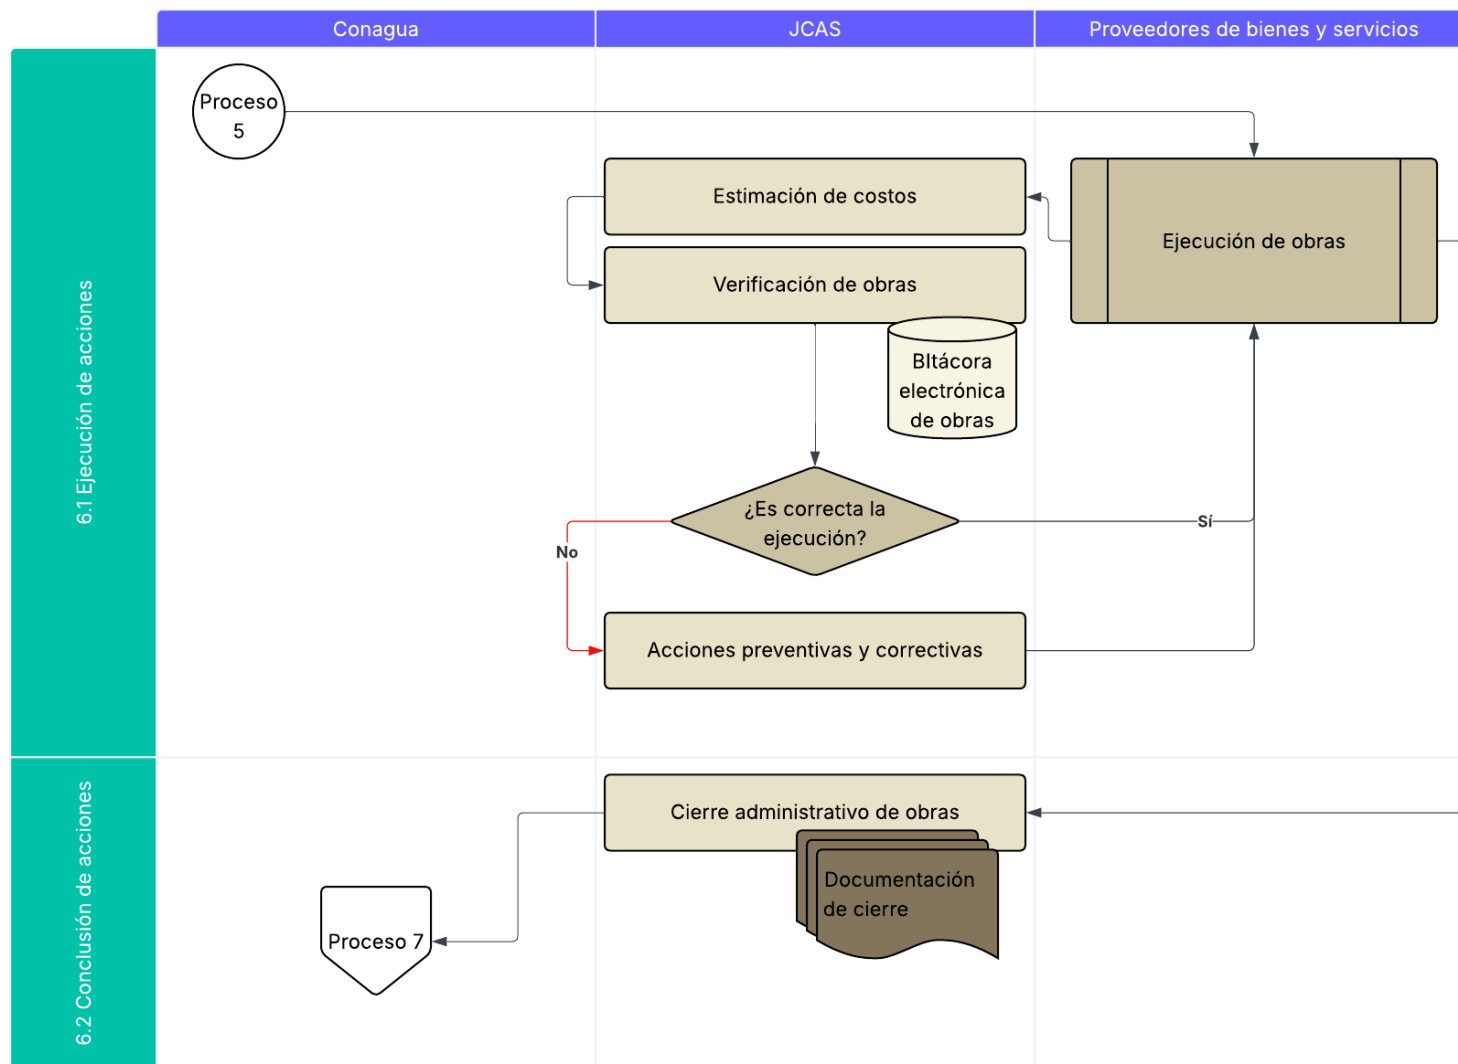 Conagua
JCAS
Proveedores de bienes y servicios
6.1 Ejecución de acciones
Proceso
5
Estimación de costos
Ejecución de obras
Verificación de obras
BItácora
electrónica
de obras
¿Es correcta la
ejecución?
Sí
No
Acciones preventivas y correctivas
6.2 Conclusión de acciones
Cierre administrativo de obras
Documentación
de cierre
Proceso 7